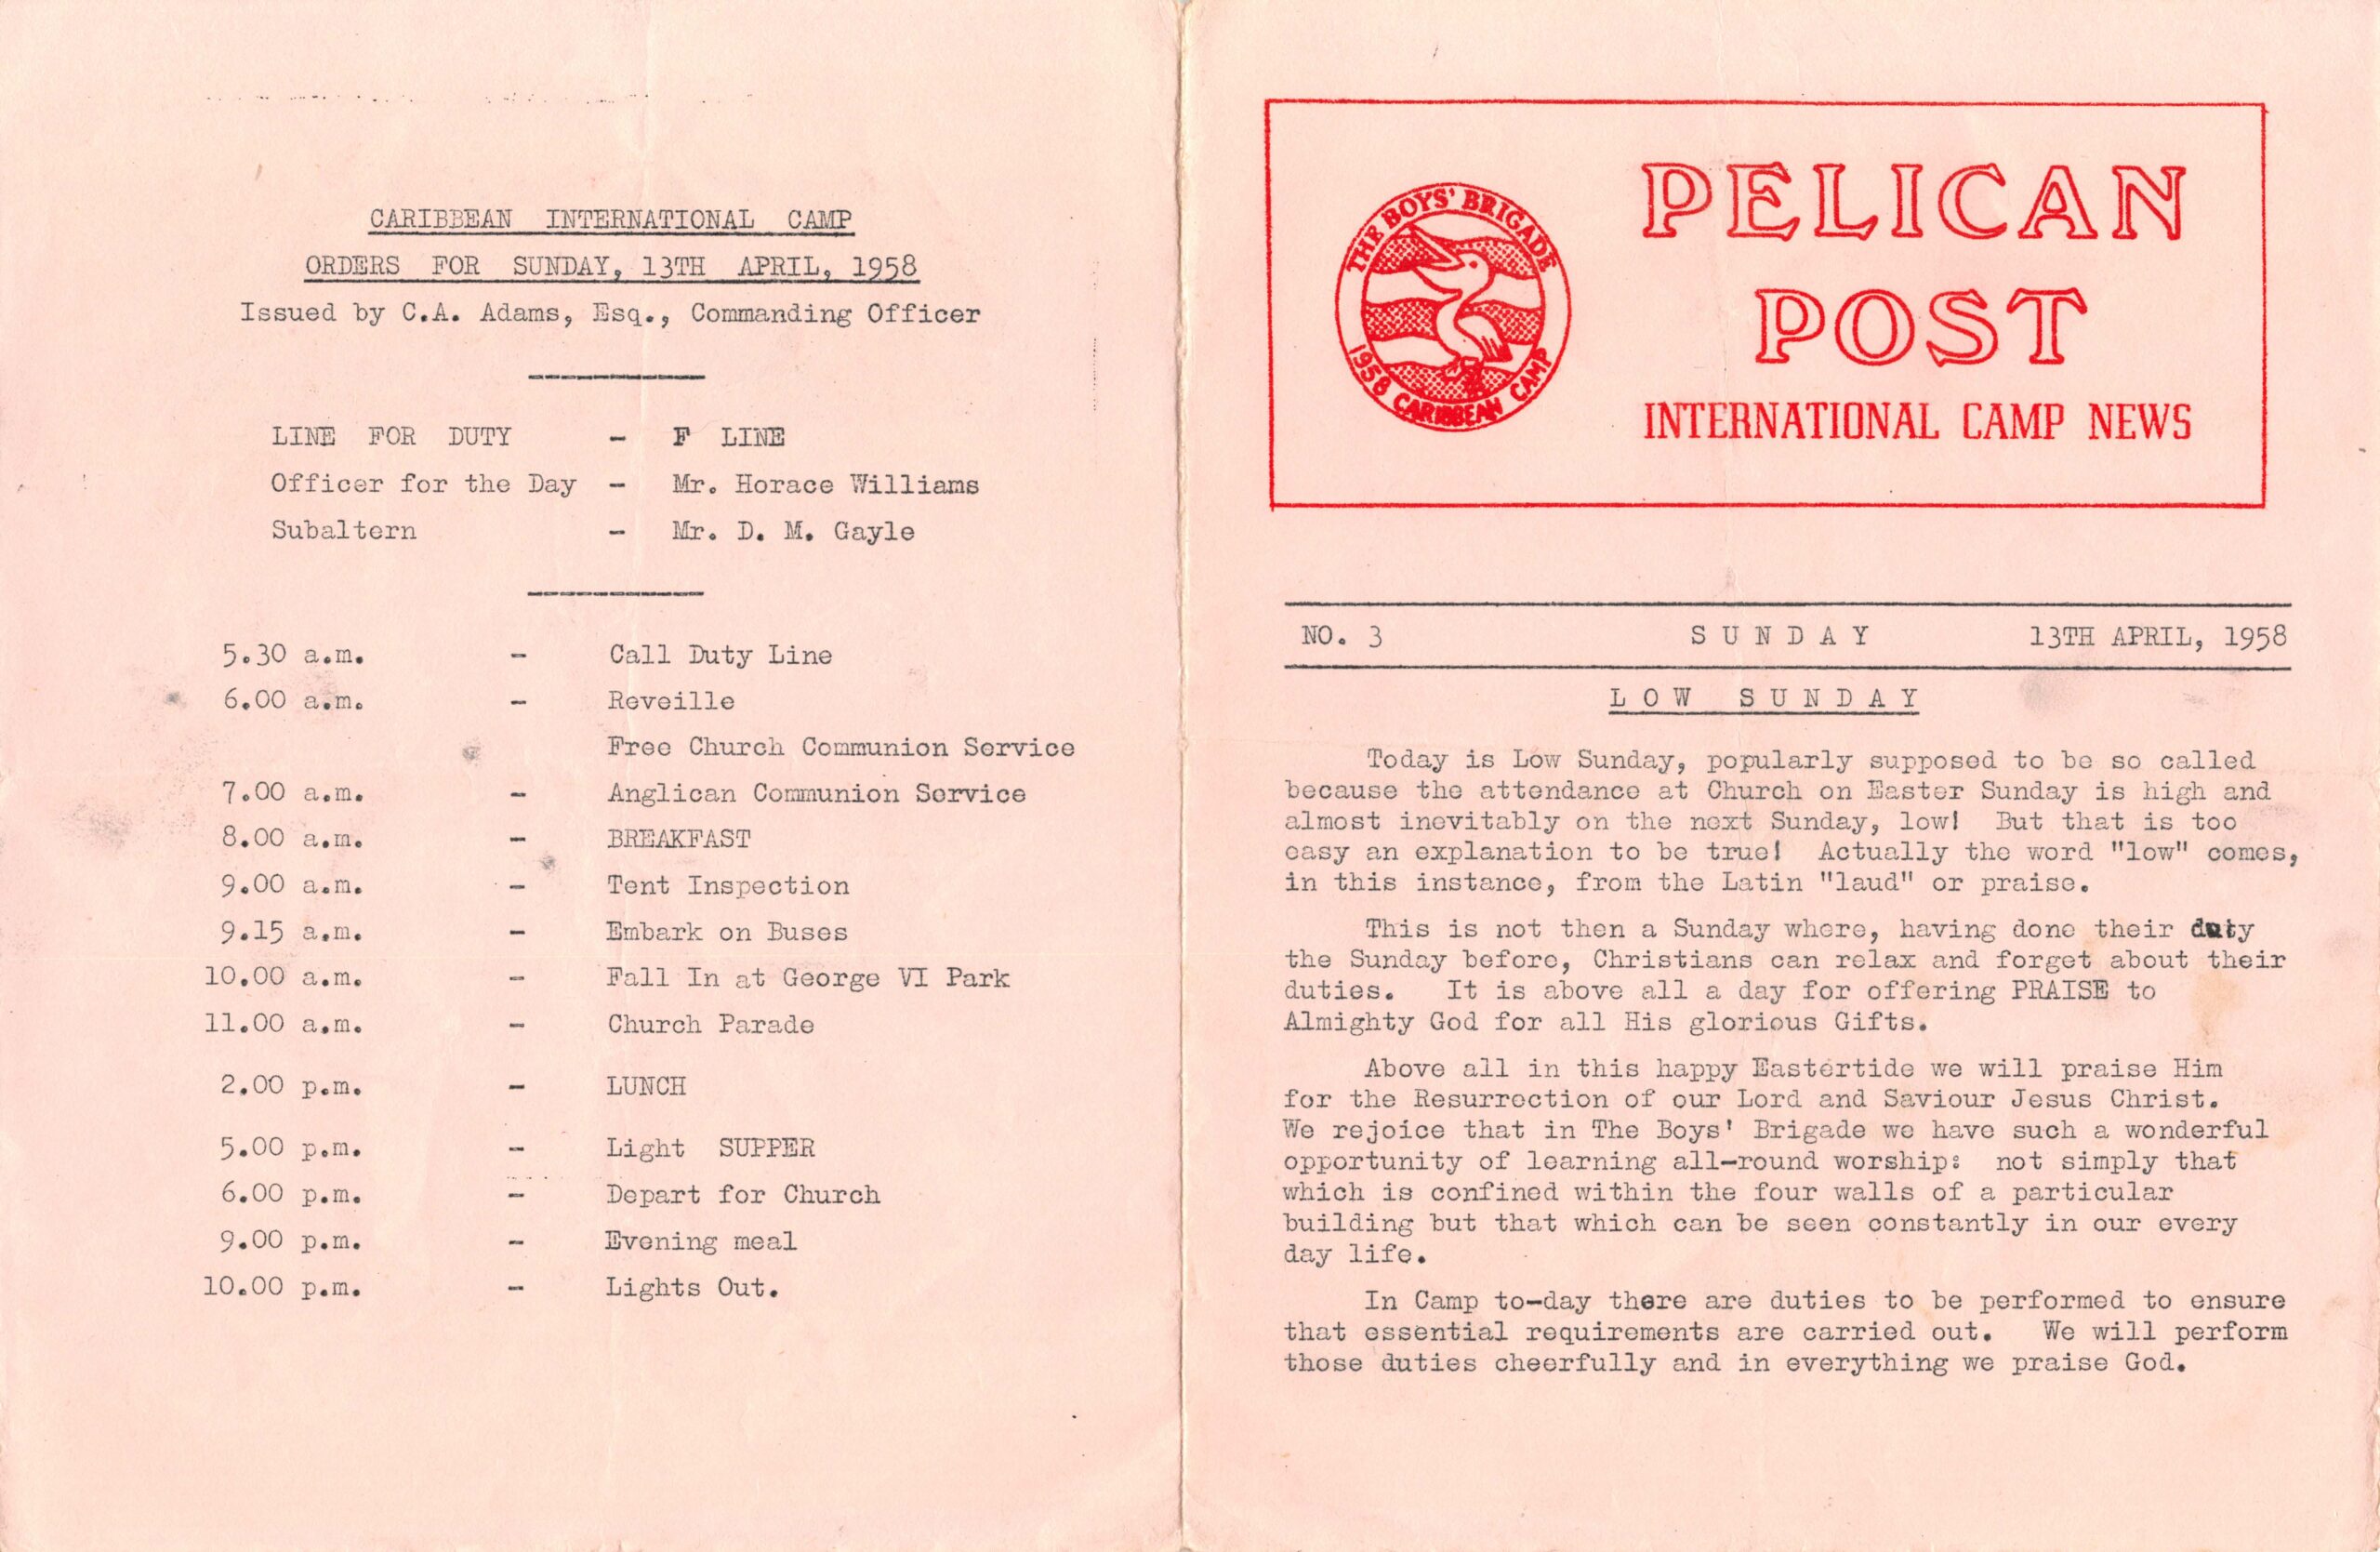 CARIBBEAN INTERNATIONAL CAMP
ORDERS FOR SUNDAY, 13TH APRIL, 1958
Issued by C.A. Adams, Esq., Commanding Officer
LINE FOR DUTY - F LINE
Officer for the Day - Mr. Horace Williams
Subaltern - Mr. D. M. Gayle
5.30 a.m. - Call Duty Line
6.00 a.m. - Reveille
Free Church Communion Service
7.00 a.m. - Anglican Communion Service
8.00 a.m. - BREAKFAST
9.00 a.m. - Tent Inspection
9.15 a.m. - Embark on Buses
10.00 a.m. - Fall In at George VI Park
11.00 a.m. - Church Parade
2.00 p.m. - LUNCH
5.00 p.m. - Light SUPPER
6.00 p.m. - Depart for Church
9.00 p.m. - Evening meal
10.00 p.m. - Lights Out.
THE BOYS' BRIGADE
1958 CARIBBEAN CAMP
PELICAN
POST
INTERNATIONAL CAMP NEWS
NO. 3 SUNDAY 13TH APRIL, 1958
LOW SUNDAY
Today is Low Sunday, popularly supposed to be so called
because the attendance at Church on Easter Sunday is high and
almost inevitably on the next Sunday, low! But that is too
easy an explanation to be true! Actually the word "low" comes,
in this instance, from the Latin "laud" or praise.
This is not then a Sunday where, having done their duty
the Sunday before, Christians can relax and forget about their
duties. It is above all a day for offering PRAISE to
Almighty God for all His glorious Gifts.
Above all in this happy Eastertide we will praise Him
for the Resurrection of our Lord and Saviour Jesus Christ.
We rejoice that in The Boys' Brigade we have such a wonderful
opportunity of learning all-round worship: not simply that
which is confined within the four walls of a particular
building but that which can be seen constantly in our every
day life.
In Camp to-day there are duties to be performed to ensure
that essential requirements are carried out. We will perform
those duties cheerfully and in everything we praise God.